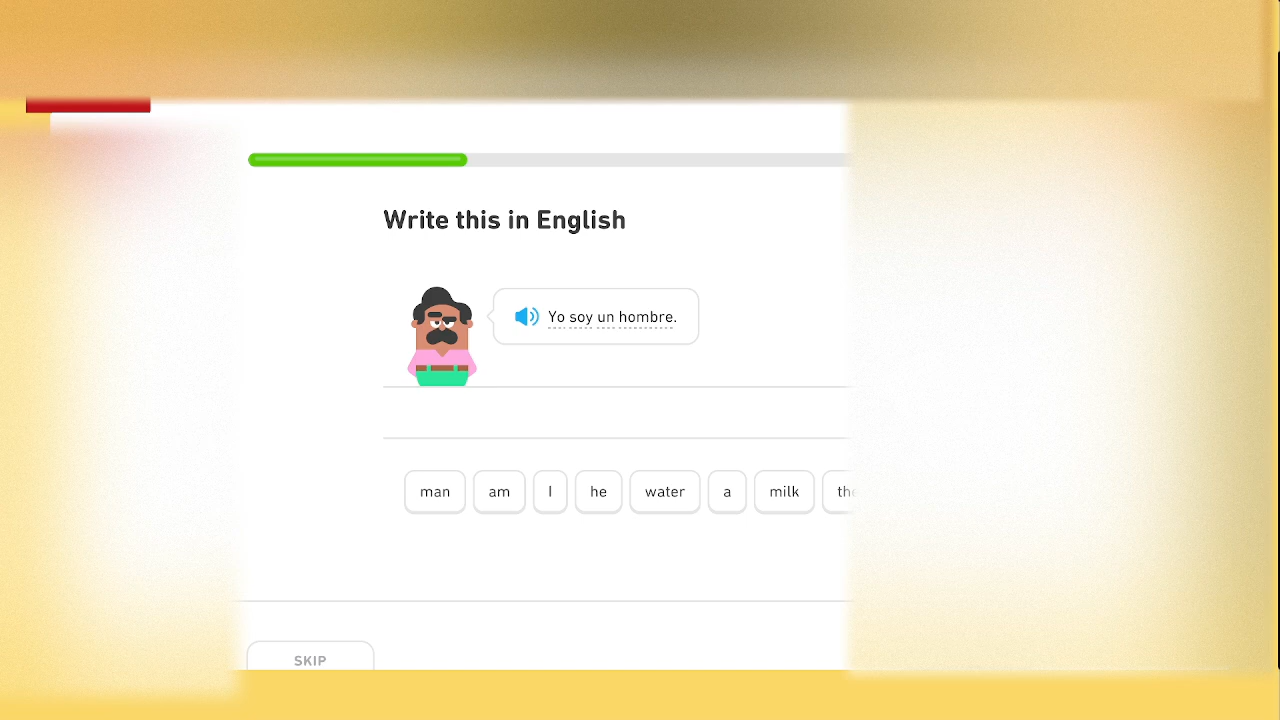 Write this in English
Yo soy un hombre.
man am I he water a milk
SKIP